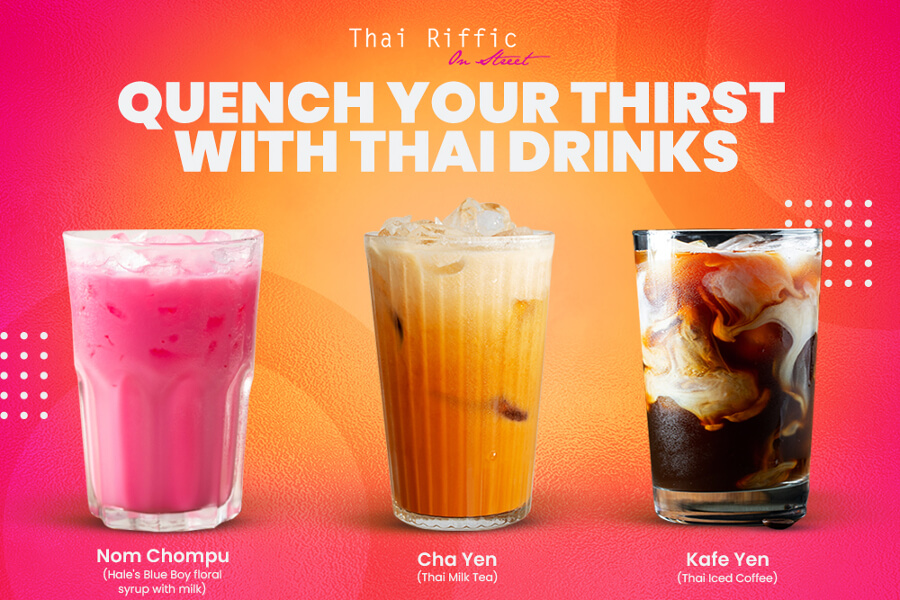 Thai Riffic
On Street
QUENCH YOUR THIRST
WITH THAI DRINKS
Nom Chompu
(Hale's Blue Boy floral
syrup with milk)
Cha Yen
(Thai Milk Tea)
Kafe Yen
(Thai Iced Coffee)